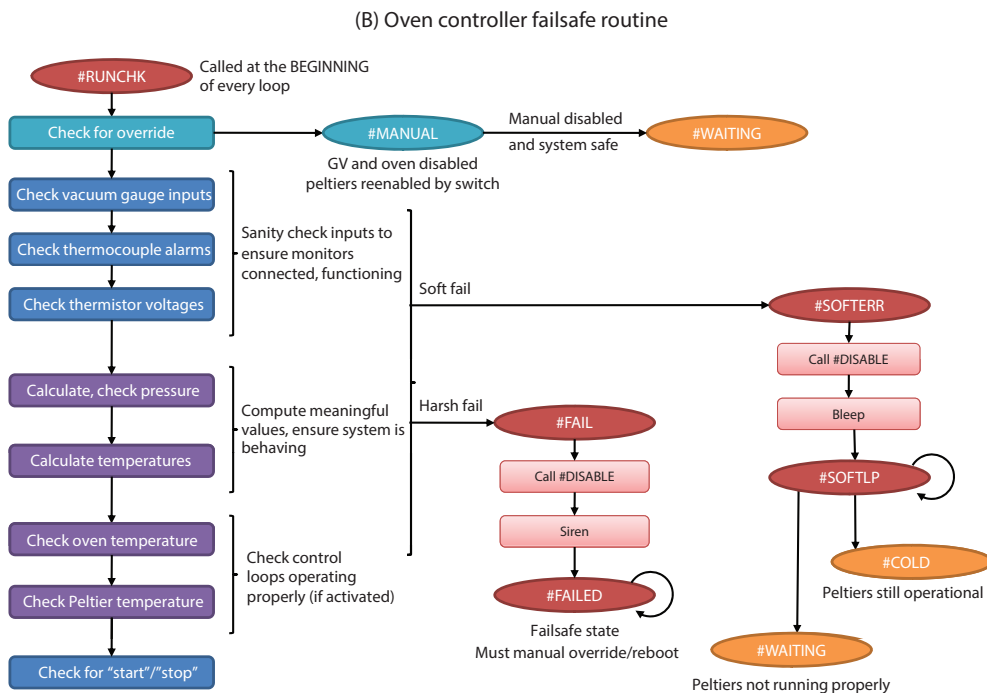 (B) Oven controller failsafe routine
#RUNCHK
Called at the BEGINNING
of every loop
Check for override
#MANUAL
Manual disabled
and system safe
#WAITING
GV and oven disabled
peltiers reenabled by switch
Check vacuum gauge inputs
Check thermocouple alarms
Check thermistor voltages
Sanity check inputs to
ensure monitors
connected, functioning
Calculate, check pressure
Calculate temperatures
Compute meaningful
values, ensure system is
behaving
Check oven temperature
Check Peltier temperature
Check control
loops operating
properly (if activated)
Check for “start”/”stop”
Soft fail
Harsh fail
#FAIL
Call #DISABLE
Siren
#FAILED
Failsafe state
Must manual override/reboot
#SOFTERR
Call #DISABLE
Bleep
#SOFTLP
#COLD
Peltiers still operational
#WAITING
Peltiers not running properly